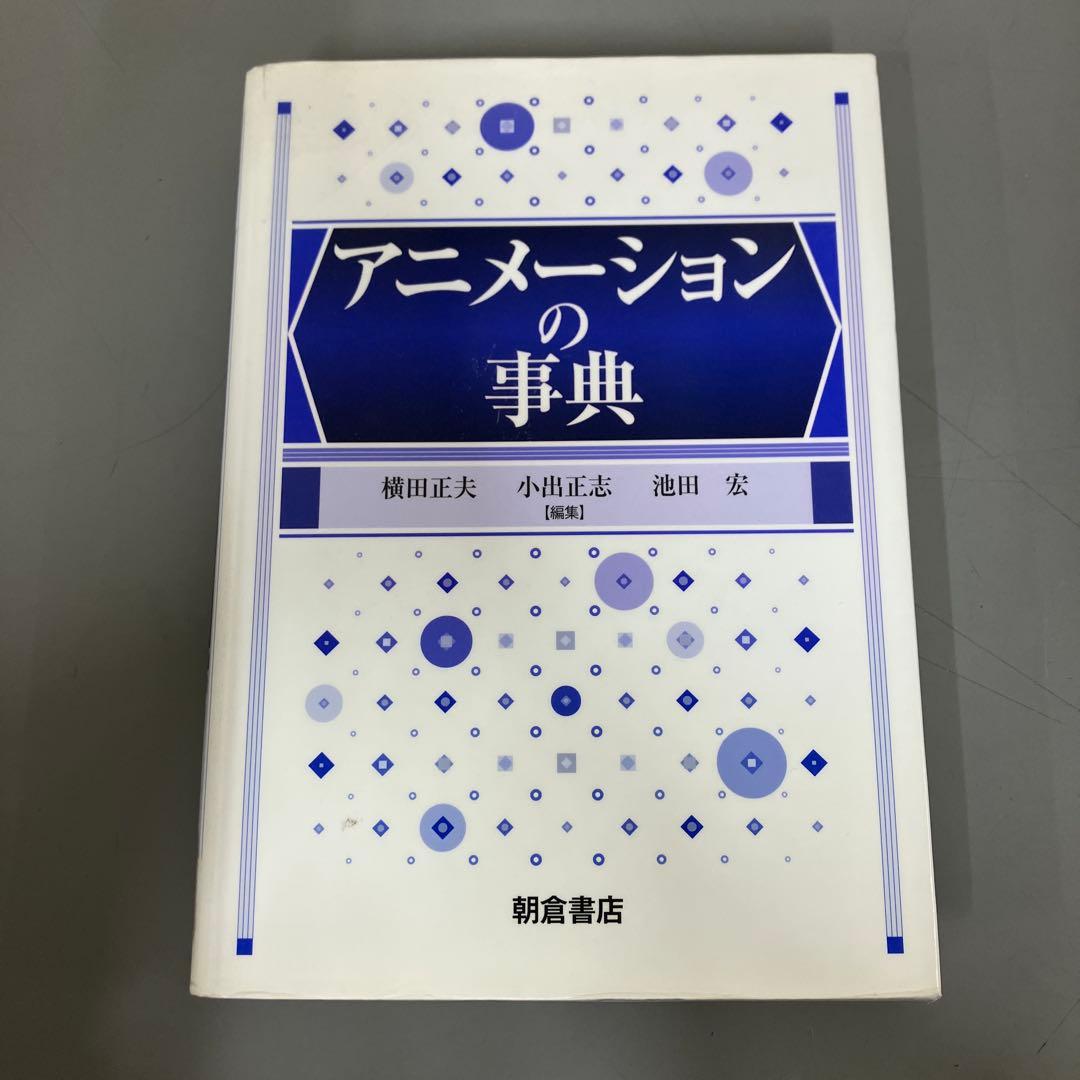 アニメーション
の
事典
横田正夫 小出正志 池田 宏
【編集】
朝倉書店